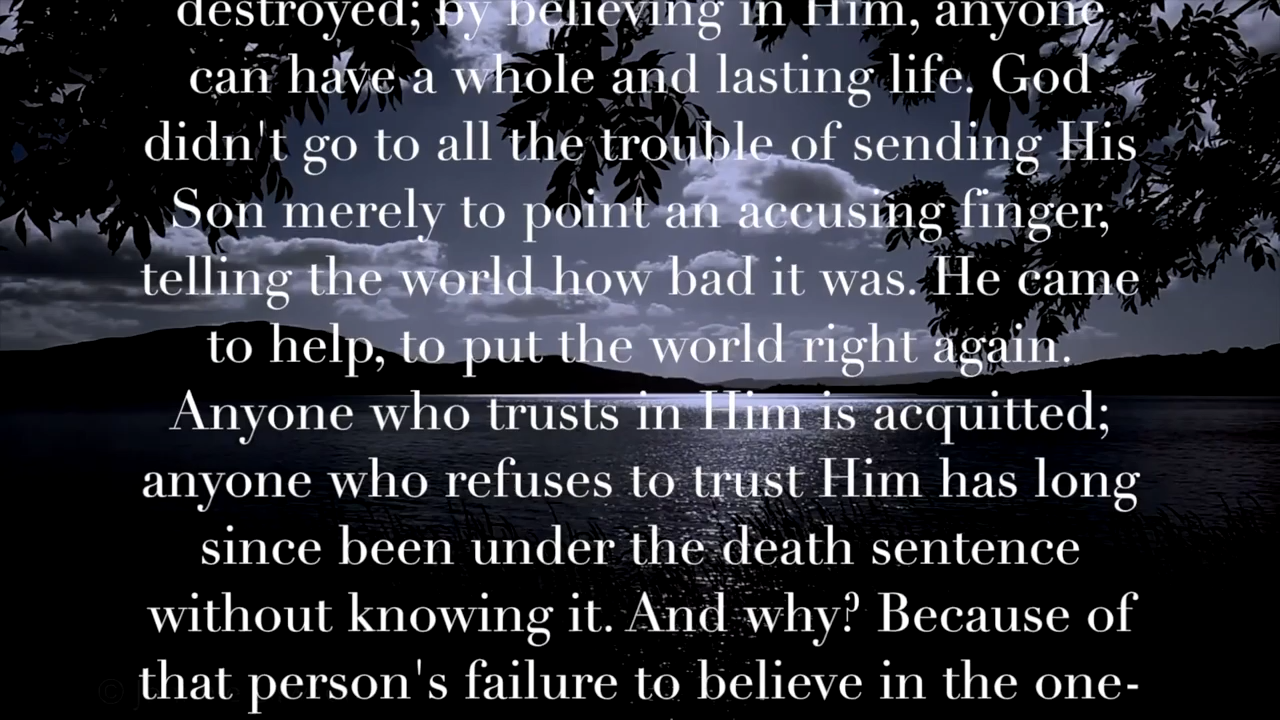 destroyed; by believing in Him, anyone
can have a whole and lasting life. God
didn't go to all the trouble of sending His
Son merely to point an accusing finger,
telling the world how bad it was. He came
to help, to put the world right again.
Anyone who trusts in Him is acquitted;
anyone who refuses to trust Him has long
since been under the death sentence
without knowing it. And why? Because of
that person's failure to believe in the one-